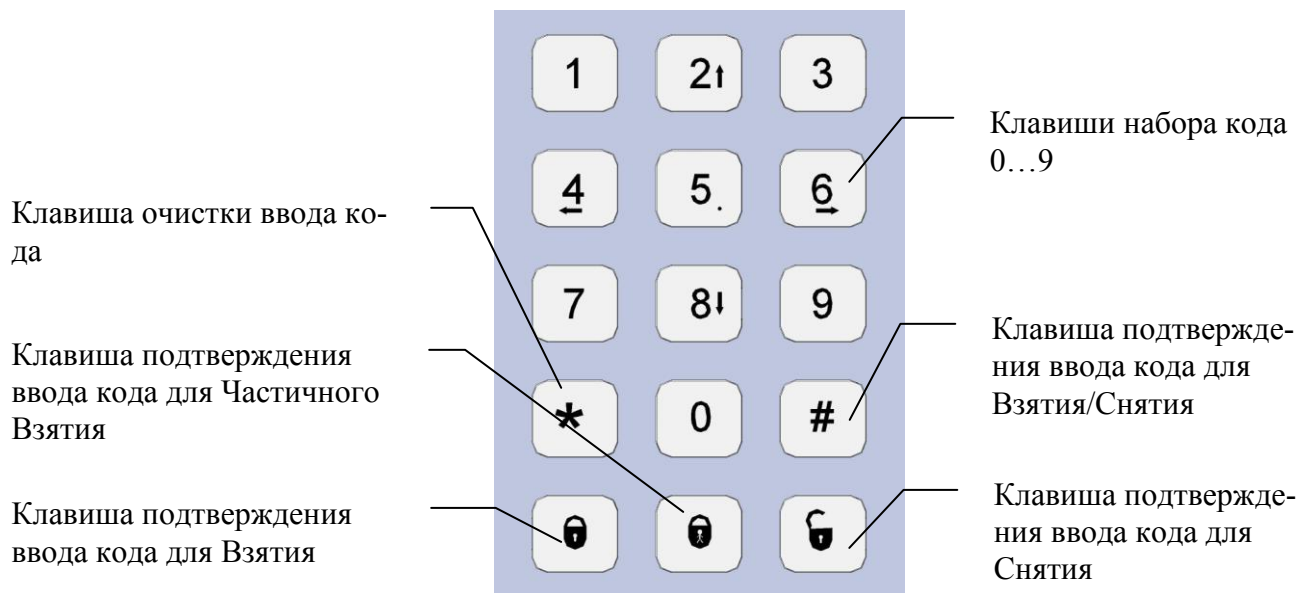 1 2 3
Клавиши набора кода
0…9
4 5. 6
Клавиша очистки ввода ко-
да
7 8 9
Клавиша подтвержде-
ния ввода кода для
Взятия/Снятия
Клавиша подтверждения
ввода кода для Частичного
Взятия
* 0 #
Клавиша подтверждения
ввода кода для Взятия
Клавиша подтвержде-
ния ввода кода для
Снятия